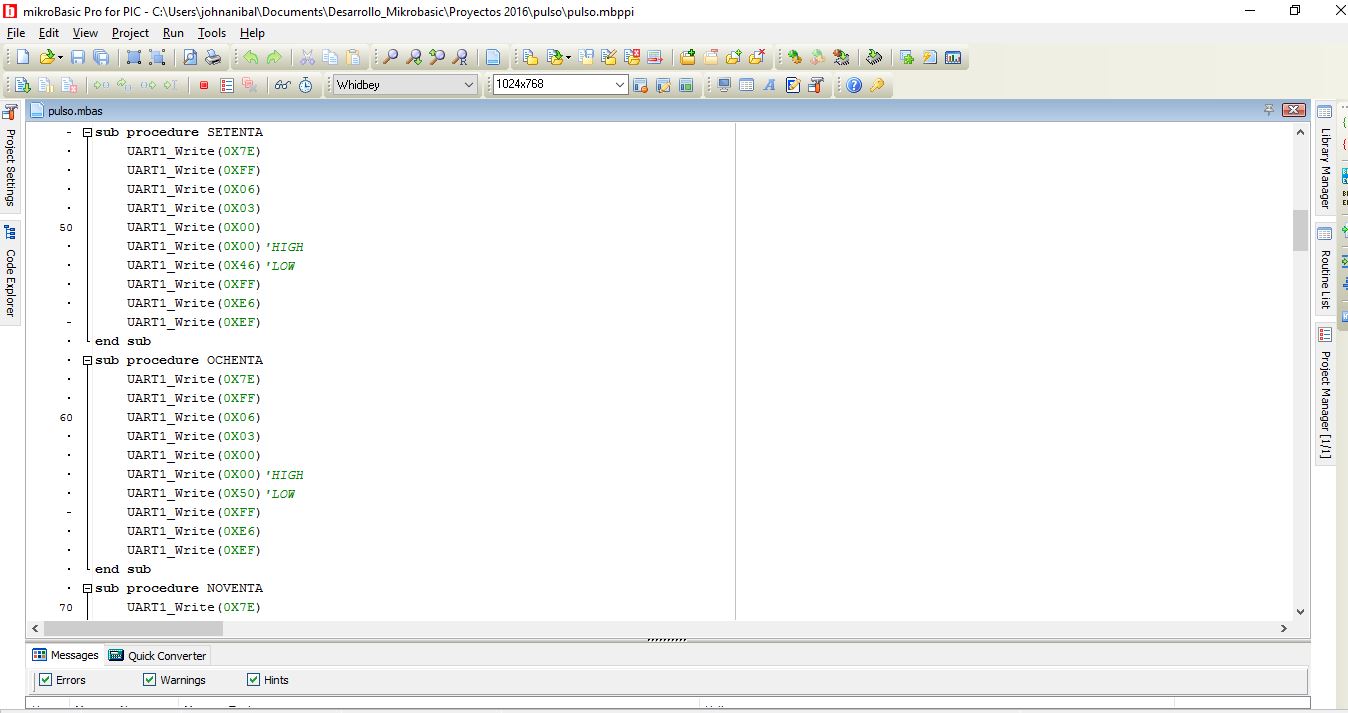 mikroBasic Pro for PIC - C:\Users\johnanibal\Documents\Desarrollo_Mikrobasic\Proyectos 2016\pulso\pulso.mbppi
File Edit View Project Run Tools Help
Whidbey
1024x768
pulso.mbas
Project Settings
Code Explorer
sub procedure SETENTA
UART1_Write(0X7E)
UART1_Write(0XFF)
UART1_Write(0X06)
UART1_Write(0X03)
50 UART1_Write(0X00)
UART1_Write(0X00) 'HIGH
UART1_Write(0X46) 'LOW
UART1_Write(0XFF)
UART1_Write(0XE6)
UART1_Write(0XEF)
end sub
sub procedure OCHENTA
UART1_Write(0X7E)
UART1_Write(0XFF)
60 UART1_Write(0X06)
UART1_Write(0X03)
UART1_Write(0X00)
UART1_Write(0X00) 'HIGH
UART1_Write(0X50) 'LOW
UART1_Write(0XFF)
UART1_Write(0XE6)
UART1_Write(0XEF)
end sub
sub procedure NOVENTA
70 UART1_Write(0X7E)
Library Manager
Routine List
Project Manager [1/1]
Messages Quick Converter
Errors Warnings Hints